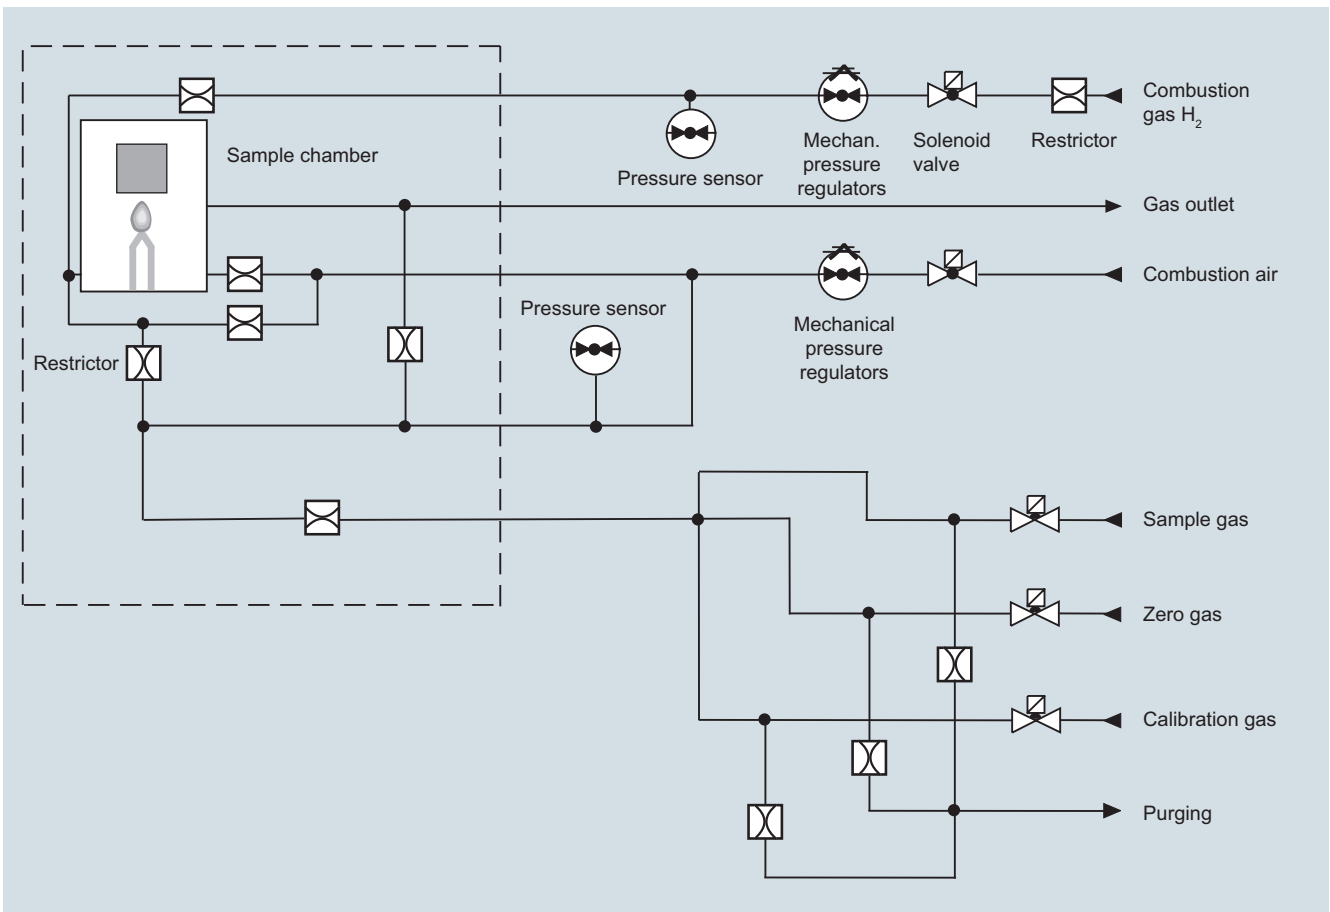 Combustion
gas H2
Sample chamber
Mechan.
pressure
regulators
Solenoid
valve
Restrictor
Pressure sensor
Gas outlet
Combustion air
Pressure sensor
Mechanical
pressure
regulators
Restrictor
Sample gas
Zero gas
Calibration gas
Purging